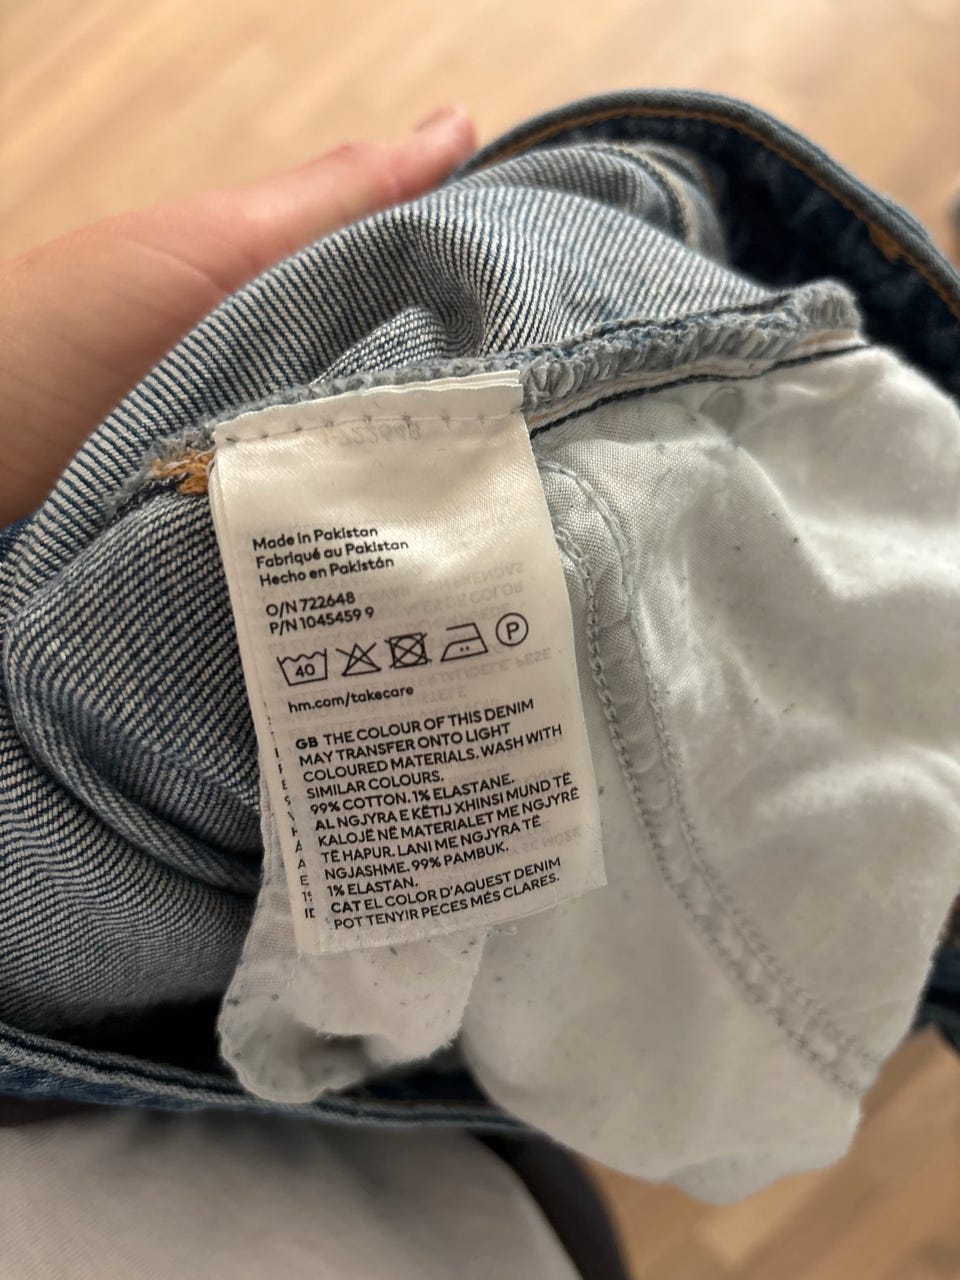 Made in Pakistan
Fabriqué au Pakistan
Hecho en Pakistán
O/N 722648
P/N 1045459 9
40
P
hm.com/takecare
GB THE COLOUR OF THIS DENIM
MAY TRANSFER ONTO LIGHT
COLOURED MATERIALS. WASH WITH
SIMILAR COLOURS.
99% COTTON. 1% ELASTANE.
AL NGJYRA E KËTIJ XHINSI MUND TË
KALOJË NË MATERIALET ME NGJYRË
TË HAPUR. LANI ME NGJYRA TË
NGJASHME. 99% PAMBUK.
1% ELASTAN.
CAT EL COLOR D'AQUEST DENIM
POT TENYIR PECES MÉS CLARES.